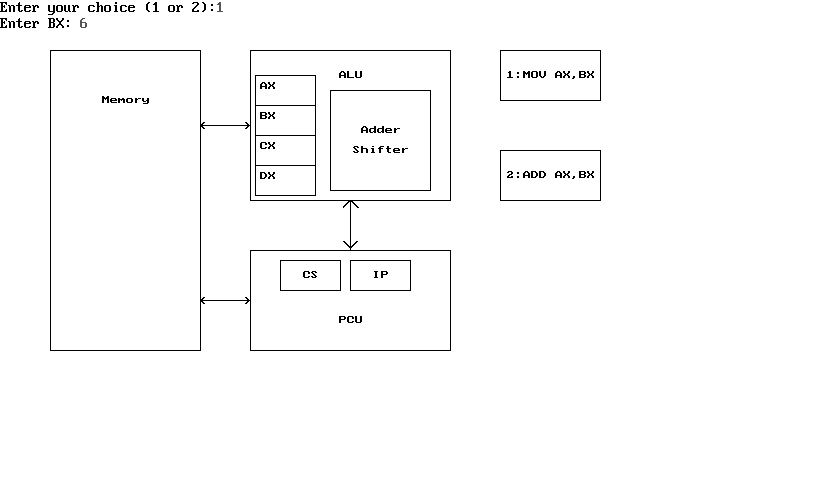 Enter your choice (1 or 2):1
Enter BX: 6
ALU
1:MOV AX,BX
AX
Memory
BX
Adder
CX
Shifter
DX
2:ADD AX,BX
CS
IP
PCU